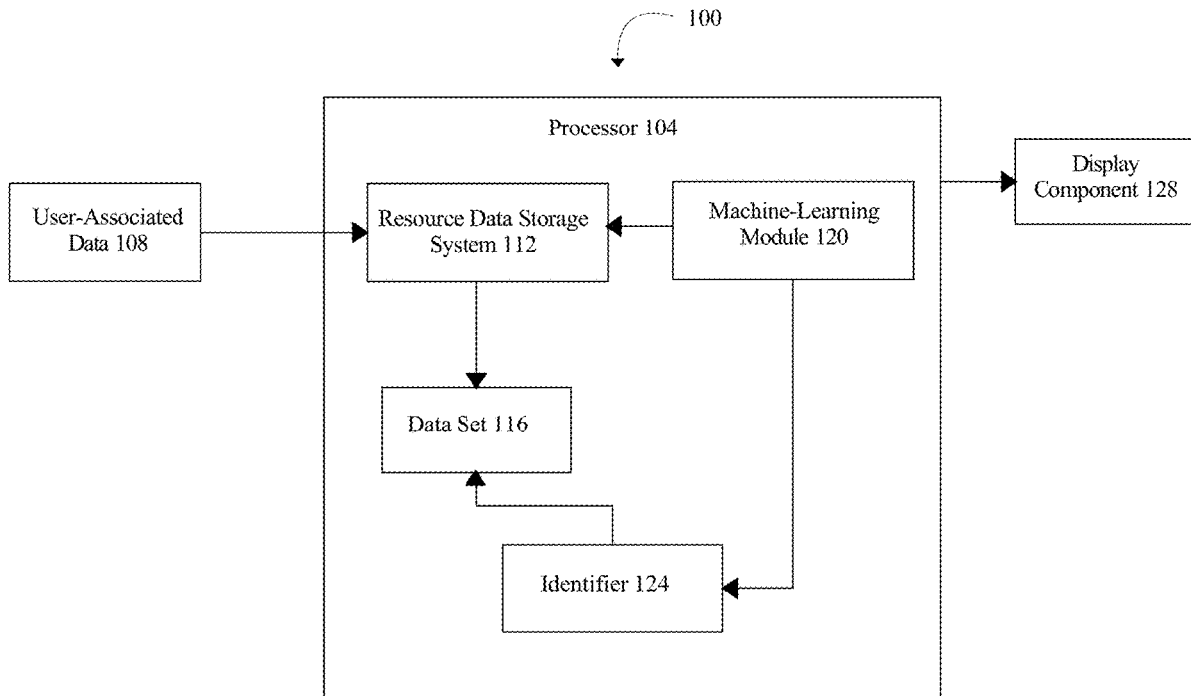 100
Processor 104
User-Associated
Data 108
Resource Data Storage
System 112
Machine-Learning
Module 120
Display
Component 128
Data Set 116
Identifier 124